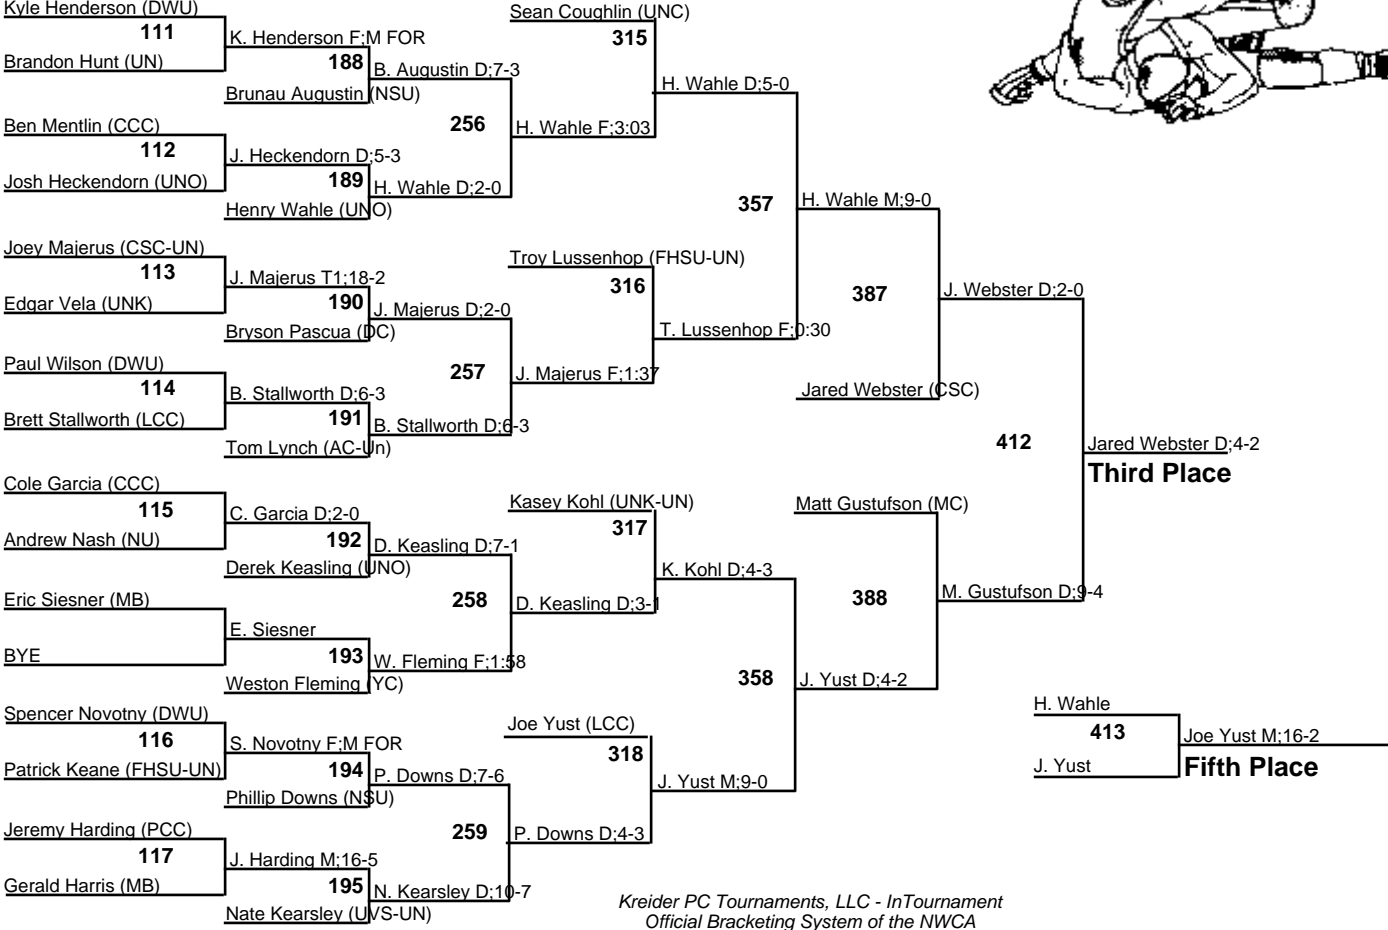 Kyle Henderson (DWU)
111
Brandon Hunt (UN)
K. Henderson F;M FOR
188
Brunau Augustin (NSU)
B. Augustin D;7-3
Ben Mentlin (CCC)
112
Josh Heckendorn (UNO)
J. Heckendorn D;5-3
189
Henry Wahle (UNO)
H. Wahle D;2-0
256
H. Wahle F;3:03
Sean Coughlin (UNC)
315
H. Wahle D;5-0
Joey Majerus (CSC-UN)
113
Edgar Vela (UNK)
J. Majerus T1;18-2
190
Bryson Pascua (DC)
J. Majerus D;2-0
Paul Wilson (DWU)
114
Brett Stallworth (LCC)
B. Stallworth D;6-3
191
Tom Lynch (AC-Un)
B. Stallworth D;6-3
257
J. Majerus F;1:37
Troy Lussenhop (FHSU-UN)
316
T. Lussenhop F;0:30
357
H. Wahle M;9-0
387
Jared Webster (CSC)
J. Webster D;2-0
Cole Garcia (CCC)
115
Andrew Nash (NU)
C. Garcia D;2-0
192
Derek Keasling (UNO)
D. Keasling D;7-1
Eric Siesner (MB)
BYE
E. Siesner
193
Weston Fleming (YC)
W. Fleming F;1:58
258
D. Keasling D;3-1
Kasey Kohl (UNK-UN)
317
K. Kohl D;4-3
Spencer Novotny (DWU)
116
Patrick Keane (FHSU-UN)
S. Novotny F;M FOR
194
Phillip Downs (NSU)
P. Downs D;7-6
Jeremy Harding (PCC)
117
Gerald Harris (MB)
J. Harding M;16-5
195
Nate Kearsley (UVS-UN)
N. Kearsley D;10-7
259
P. Downs D;4-3
Joe Yust (LCC)
318
J. Yust M;9-0
358
J. Yust D;4-2
Matt Gustufson (MC)
388
M. Gustufson D;9-4
412
Jared Webster D;4-2
Third Place
H. Wahle
413
J. Yust
Joe Yust M;16-2
Fifth Place
Kreider PC Tournaments, LLC - InTournament
Official Bracketing System of the NWCA